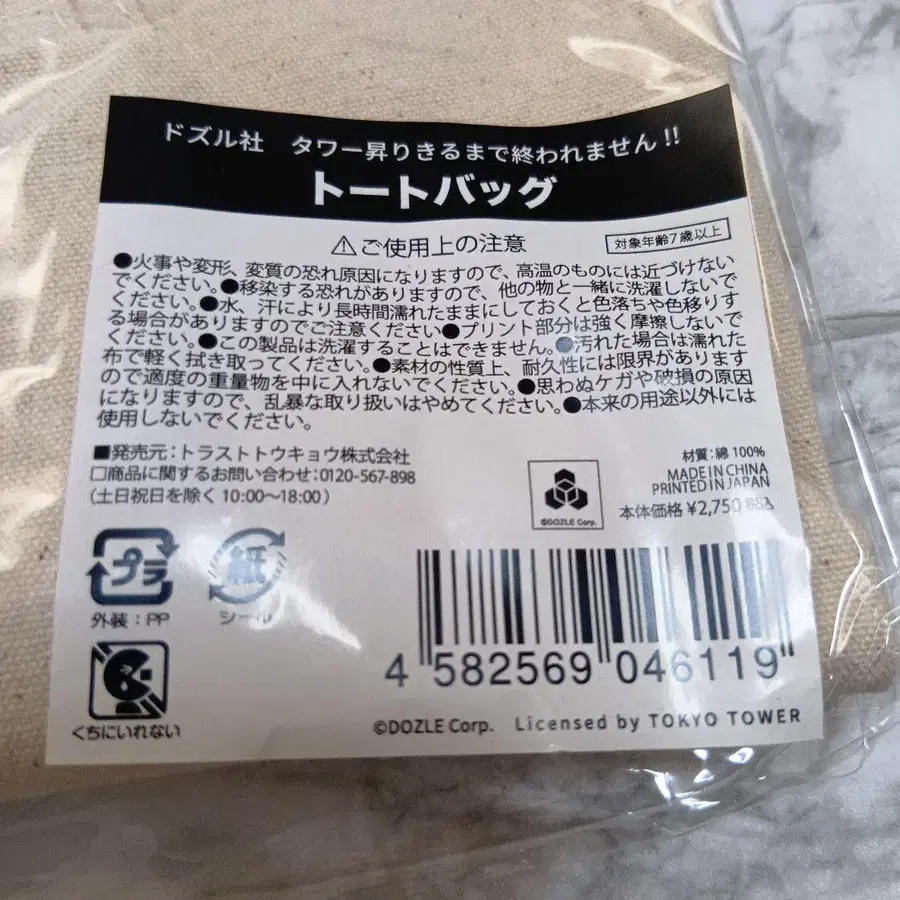 ドズル社 タワー昇りきるまで終われません!!
トートバッグ
⚠ご使用上の注意
対象年齢7歳以上
●火事や変形、変質の恐れ原因になりますので、高温のものには近づけない
でください。●移染する恐れがありますので、他の物と一緒に洗濯しないで
ください。●水、汗により長時間濡れたままにしておくと色落ちや色移りす
る場合がありますのでご注意ください●プリント部分は強く摩擦しないで
ください。●この製品は洗濯することはできません。●汚れた場合は濡れた
布で軽く拭き取ってください。●素材の性質上、耐久性には限界があります
ので適度の重量物を中に入れないでください。●思わぬケガや破損の原因
になりますので、乱暴な取り扱いはやめてください。●本来の用途以外には
使用しないでください。
■発売元:トラストトウキョウ株式会社
□商品に関するお問い合わせ:0120-567-898
(土日祝日を除く 10:00〜18:00)
材質:綿 100%
MADE IN CHINA
PRINTED IN JAPAN
©DOZLE Corp.
本体価格 ¥2,750 税込
プラ
外装:PP
紙
シール
くちにいれない
4 582569 046119
©DOZLE Corp. Licensed by TOKYO TOWER